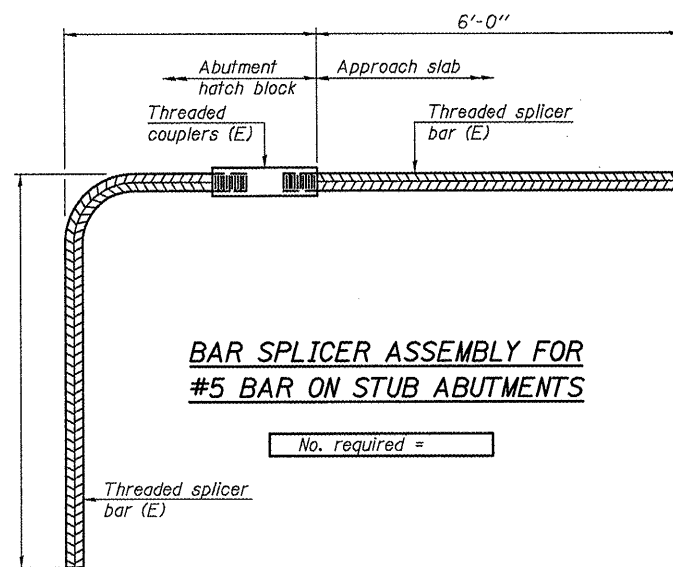 6'-0"
Abutment
hatch block
Approach slab
Threaded
couplers (E)
Threaded splicer
bar (E)
BAR SPLICER ASSEMBLY FOR
#5 BAR ON STUB ABUTMENTS
No. required =
Threaded splicer
bar (E)